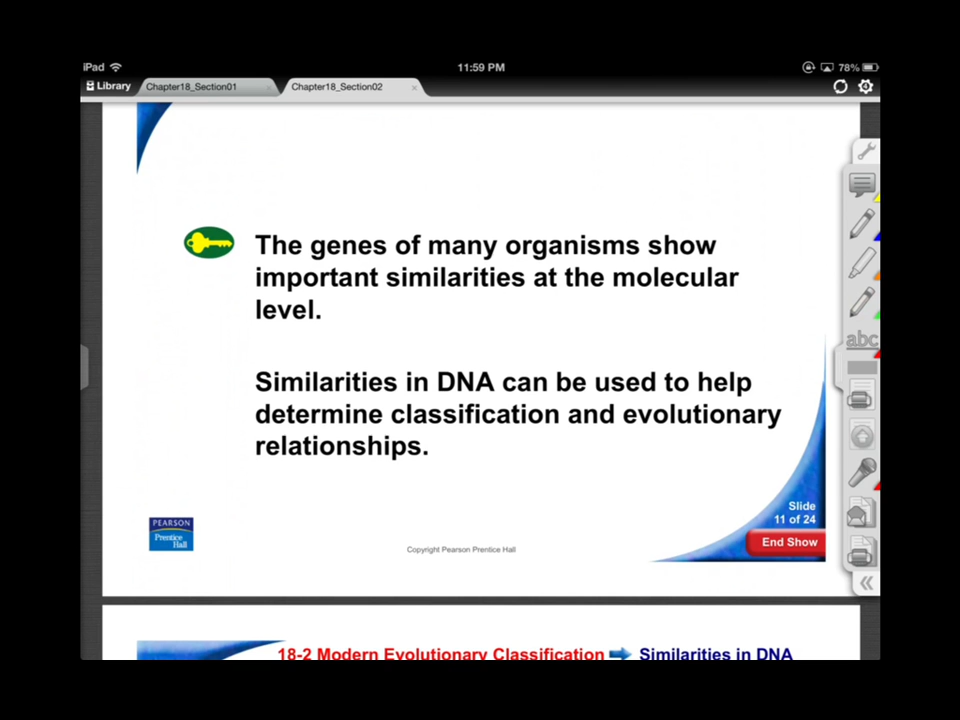 iPad 11:59 PM 78%
Library Chapter18_Section01 Chapter18_Section02
The genes of many organisms show
important similarities at the molecular
level.
Similarities in DNA can be used to help
determine classification and evolutionary
relationships.
abc
Slide
11 of 24
End Show
PEARSON
Prentice
Hall
Copyright Pearson Prentice Hall
18-2 Modern Evolutionary Classification Similarities in DNA